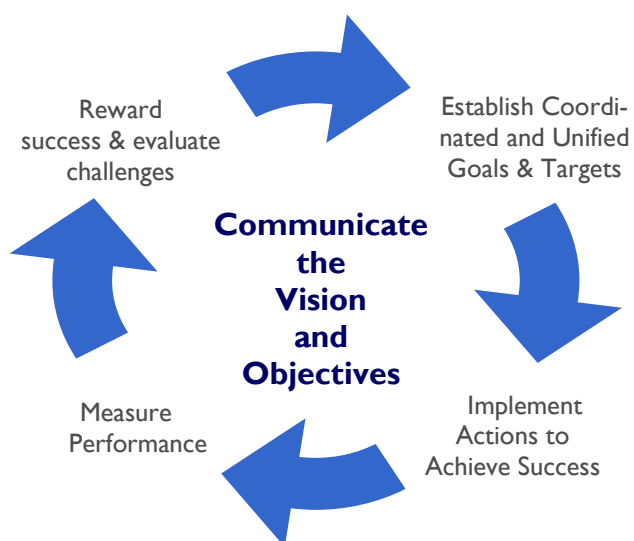 Reward
success & evaluate
challenges
Establish Coordi-
nated and Unified
Goals & Targets
Communicate
the
Vision
and
Objectives
Measure
Performance
Implement
Actions to
Achieve Success